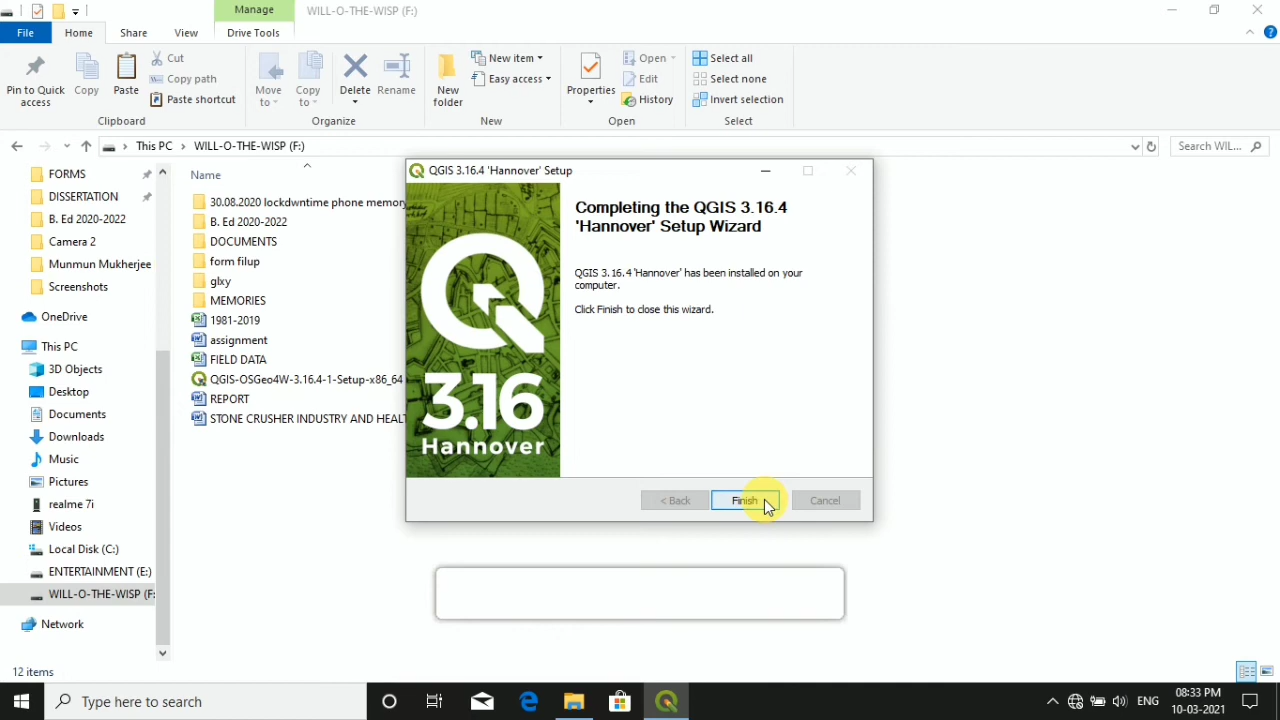 Manage
WILL-O-THE-WISP (F:)
File
Home
Share
View
Drive Tools
Pin to Quick access
Copy
Paste
Cut
Copy path
Paste shortcut
Clipboard
Move to
Copy to
Delete
Rename
Organize
New folder
New item
Easy access
New
Properties
Open
Edit
History
Open
Select all
Select none
Invert selection
Select
This PC > WILL-O-THE-WISP (F:)
Search WIL...
FORMS
DISSERTATION
B. Ed 2020-2022
Camera 2
Munmun Mukherjee
Screenshots
OneDrive
This PC
3D Objects
Desktop
Documents
Downloads
Music
Pictures
realme 7i
Videos
Local Disk (C:)
ENTERTAINMENT (E:)
WILL-O-THE-WISP (F:
Network
Name
30.08.2020 lockdwntime phone memory
B. Ed 2020-2022
DOCUMENTS
form filup
glxy
MEMORIES
1981-2019
assignment
FIELD DATA
QGIS-OSGeo4W-3.16.4-1-Setup-x86_64
REPORT
STONE CRUSHER INDUSTRY AND HEALT
QGIS 3.16.4 'Hannover' Setup
3.16
Hannover
Completing the QGIS 3.16.4
'Hannover' Setup Wizard
QGIS 3.16.4 'Hannover' has been installed on your
computer.
Click Finish to close this wizard.
< Back
Finish
Cancel
12 items
Type here to search
ENG
08:33 PM
10-03-2021